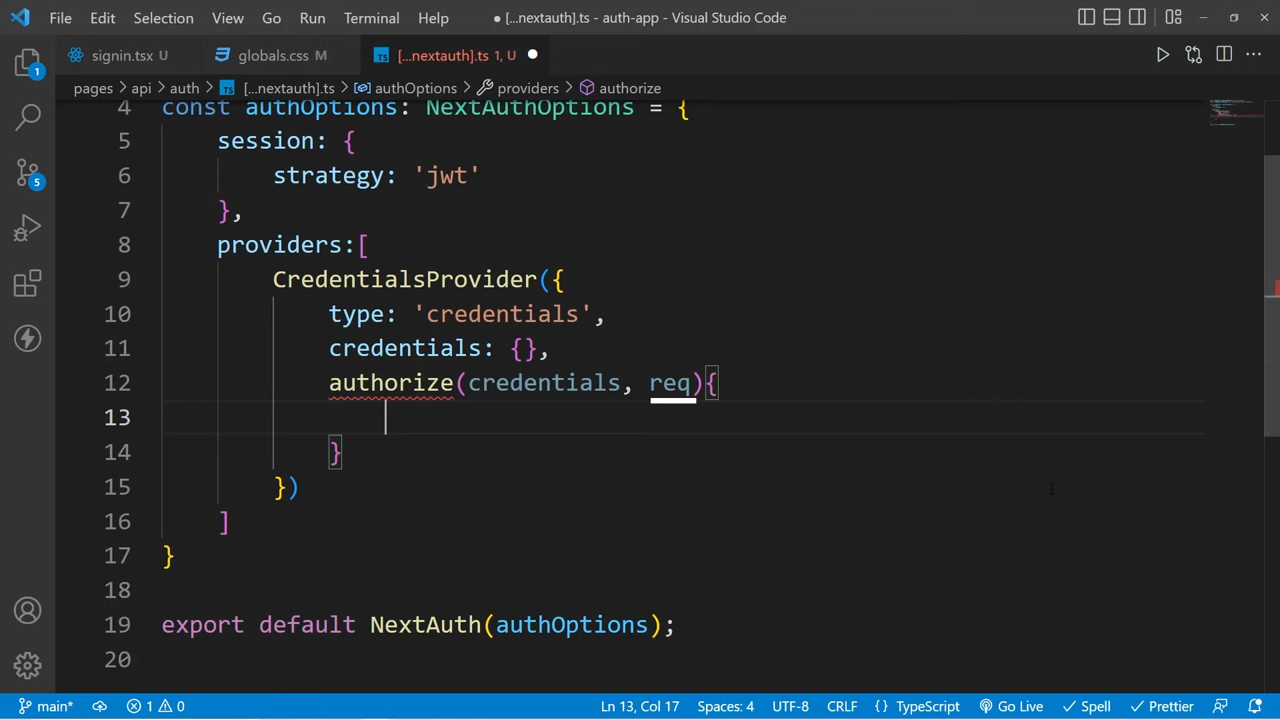 File Edit Selection View Go Run Terminal Help ● [...nextauth].ts - auth-app - Visual Studio Code
signin.tsx U globals.css M TS [...nextauth].ts 1, U
pages > api > auth > TS [...nextauth].ts > authOptions > providers > authorize
4 const authOptions: NextAuthOptions = {
5 session: {
6 strategy: 'jwt'
7 },
8 providers:[
9 CredentialsProvider({
10 type: 'credentials',
11 credentials: {},
12 authorize(credentials, req){
13
14 }
15 })
16 ]
17 }
18
19 export default NextAuth(authOptions);
20
1
5
main* 1 0 Ln 13, Col 17 Spaces: 4 UTF-8 CRLF {} TypeScript Go Live Spell Prettier